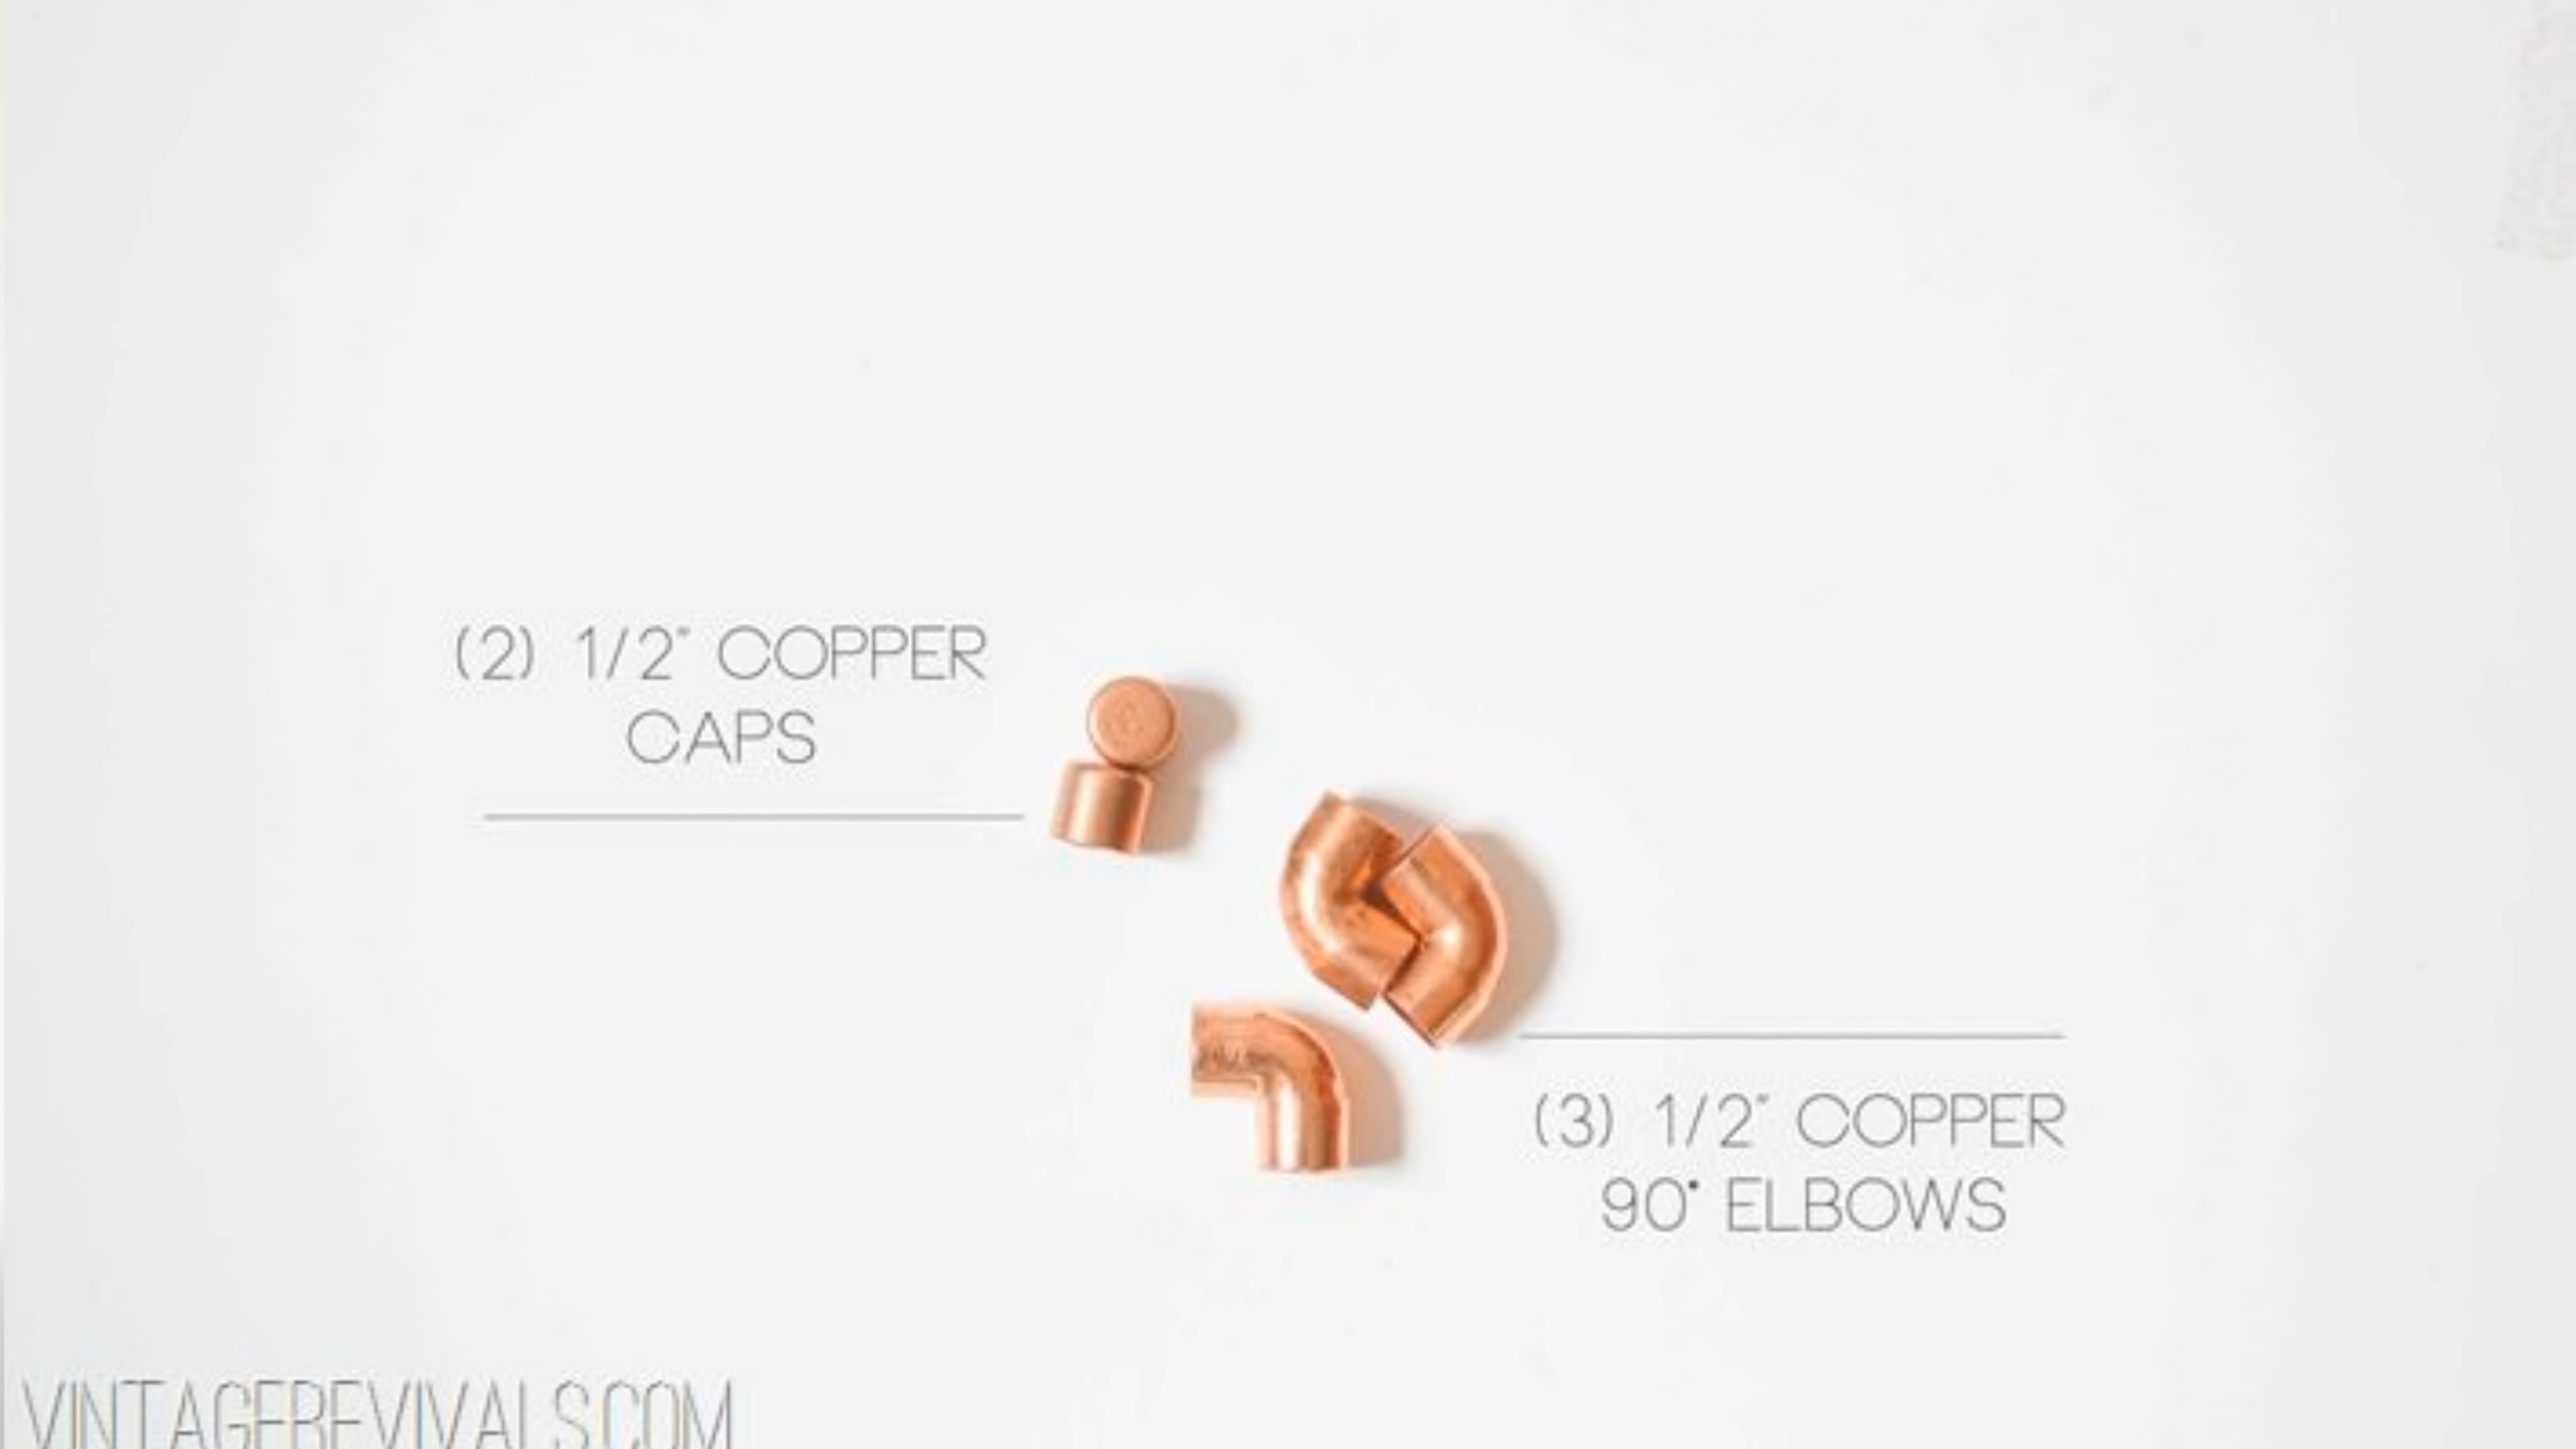 (2) 1/2" COPPER
CAPS
(3) 1/2" COPPER
90° ELBOWS
VINTAGEREVIVALS.COM